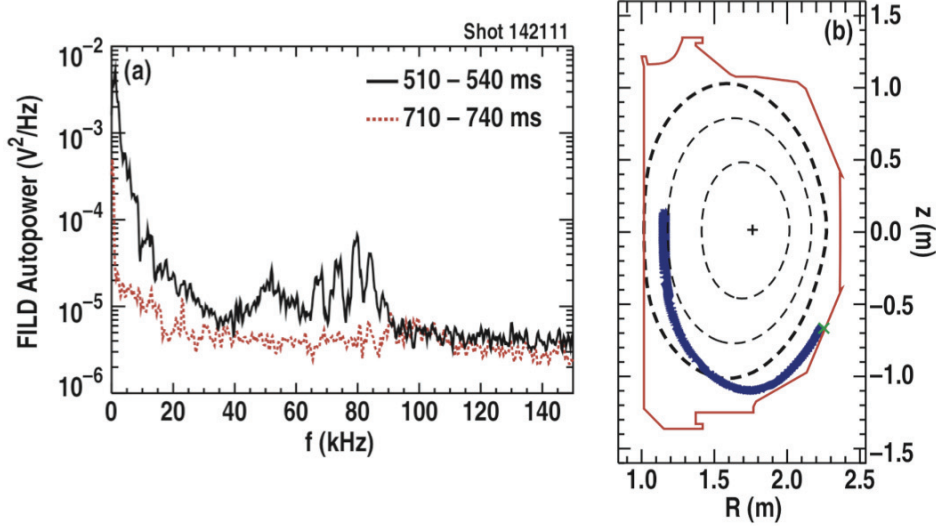 Shot 142111
(a)
510 – 540 ms
710 – 740 ms
10⁻²
10⁻³
10⁻⁴
10⁻⁵
10⁻⁶
FILD Autopower (V²/Hz)
0 20 40 60 80 100 120 140
f (kHz)
(b)
1.5
1.0
0.5
0.0
–0.5
–1.0
–1.5
z (m)
1.0 1.5 2.0 2.5
R (m)